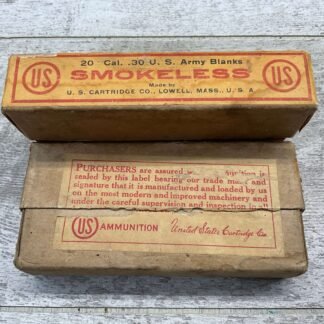 20 Cal. .30 U. S. Army Blanks
US SMOKELESS US
Made by
U. S. CARTRIDGE CO., LOWELL, MASS., U. S. A.
PURCHASERS are assured
sealed by this label bearing our trade mark and
signature that it is manufactured and loaded by us
on the most modern and improved machinery and
under the careful supervision and inspection
US AMMUNITION United States Cartridge Co.